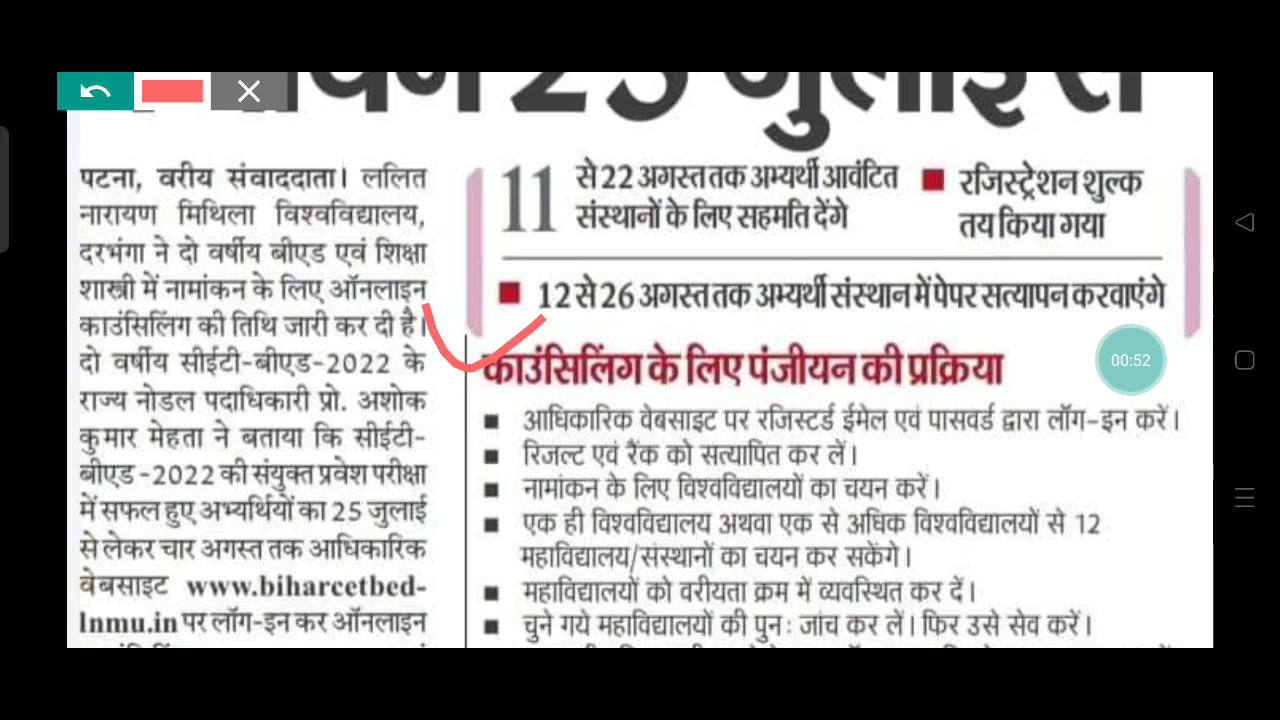 25 जुलाई से
पटना, वरीय संवाददाता। ललित
नारायण मिथिला विश्वविद्यालय,
दरभंगा ने दो वर्षीय बीएड एवं शिक्षा
शास्त्री में नामांकन के लिए ऑनलाइन
काउंसिलिंग की तिथि जारी कर दी है।
दो वर्षीय सीईटी-बीएड-2022 के
राज्य नोडल पदाधिकारी प्रो. अशोक
कुमार मेहता ने बताया कि सीईटी-
बीएड -2022 की संयुक्त प्रवेश परीक्षा
में सफल हुए अभ्यर्थियों का 25 जुलाई
से लेकर चार अगस्त तक आधिकारिक
वेबसाइट www.biharcetbed-
lnmu.in पर लॉग-इन कर ऑनलाइन
11 से 22 अगस्त तक अभ्यर्थी आवंटित
संस्थानों के लिए सहमति देंगे
रजिस्ट्रेशन शुल्क
तय किया गया
12 से 26 अगस्त तक अभ्यर्थी संस्थान में पेपर सत्यापन करवाएंगे
काउंसिलिंग के लिए पंजीयन की प्रक्रिया
आधिकारिक वेबसाइट पर रजिस्टर्ड ईमेल एवं पासवर्ड द्वारा लॉग-इन करें।
रिजल्ट एवं रैंक को सत्यापित कर लें।
नामांकन के लिए विश्वविद्यालयों का चयन करें।
एक ही विश्वविद्यालय अथवा एक से अधिक विश्वविद्यालयों से 12
महाविद्यालय/संस्थानों का चयन कर सकेंगे।
महाविद्यालयों को वरीयता क्रम में व्यवस्थित कर दें।
चुने गये महाविद्यालयों की पुनः जांच कर लें। फिर उसे सेव करें।
00:52